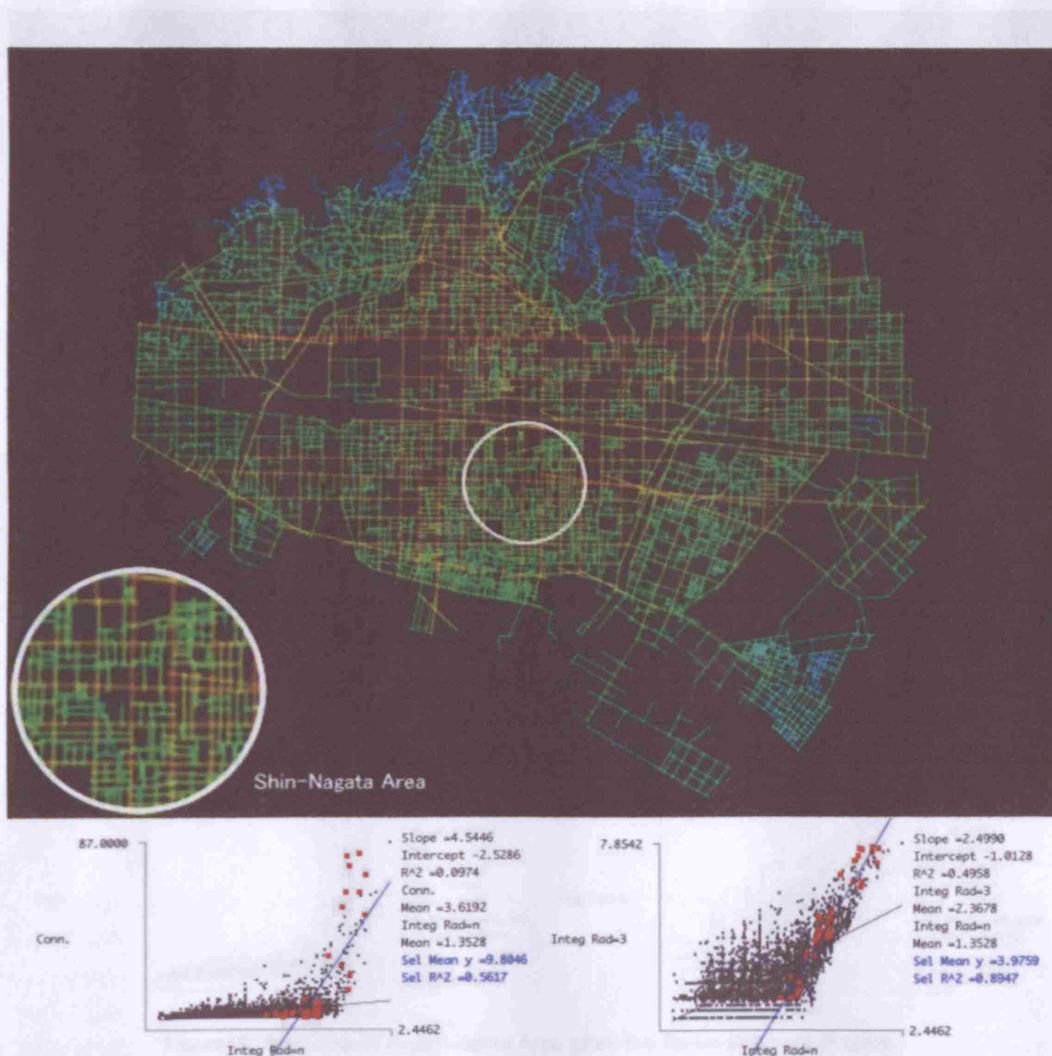 Shin-Nagata Area
87.0000
Conn.
Slope =4.5446
Intercept -2.5286
R^2 =0.0974
Conn.
Mean =3.6192
Integ Rad=n
Mean =1.3528
Sel Mean y =9.8046
Sel R^2 =0.5617
2.4462
Integ Rad=n
7.8542
Integ Rad=3
Slope =2.4990
Intercept -1.0128
R^2 =0.4958
Integ Rad=3
Mean =2.3678
Integ Rad=n
Mean =1.3528
Sel Mean y =3.9759
Sel R^2 =0.8947
2.4462
Integ Rad=n